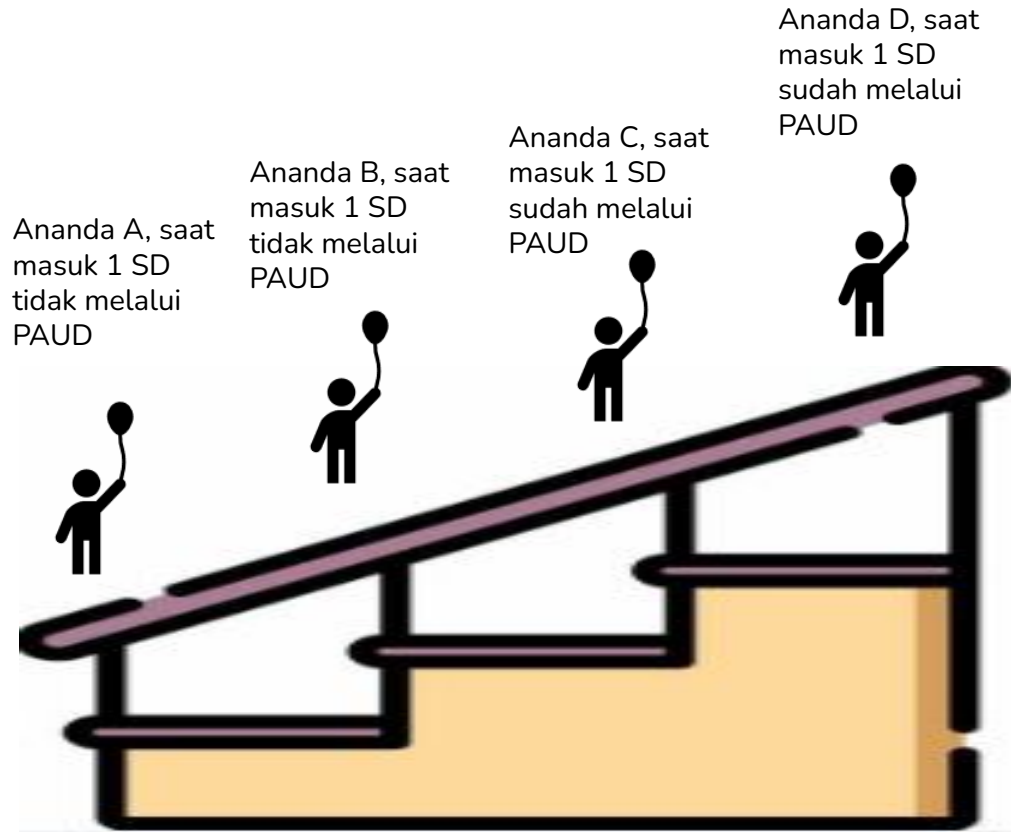 Ananda A, saat
masuk 1 SD
tidak melalui
PAUD
Ananda B, saat
masuk 1 SD
tidak melalui
PAUD
Ananda C, saat
masuk 1 SD
sudah melalui
PAUD
Ananda D, saat
masuk 1 SD
sudah melalui
PAUD